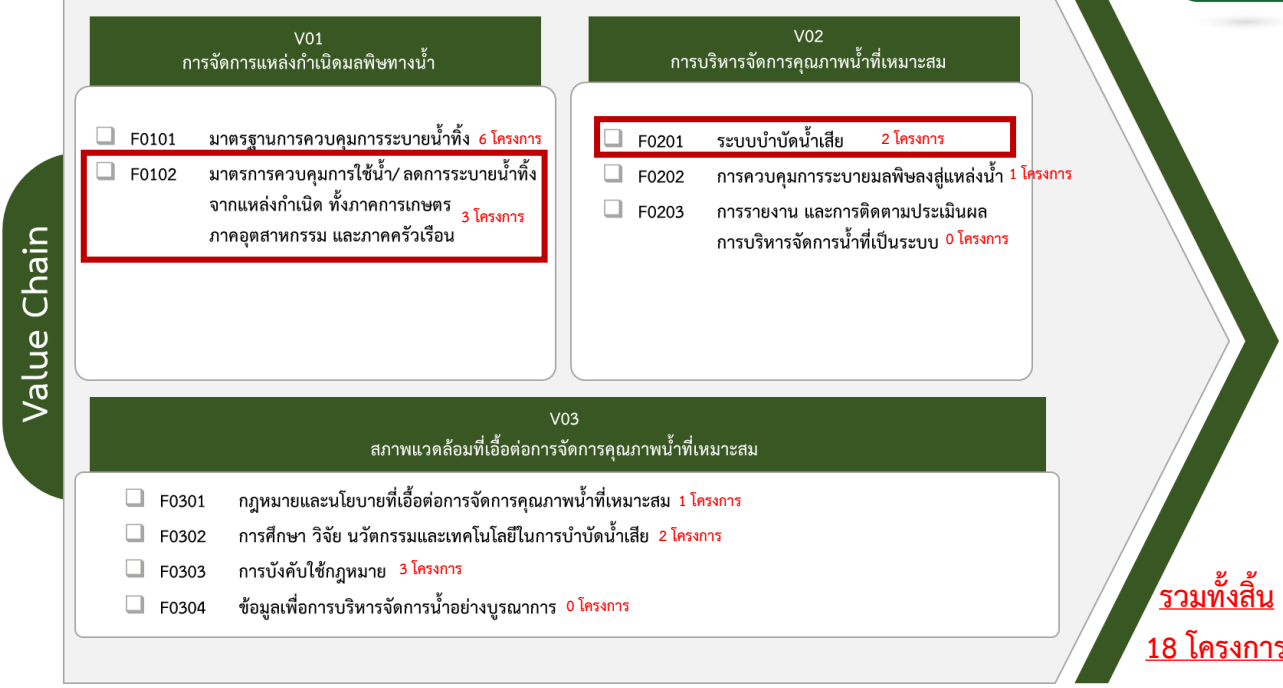 Value Chain
V01
การจัดการแหล่งกำเนิดมลพิษทางน้ำ
F0101 มาตรฐานการควบคุมการระบายน้ำทิ้ง 6 โครงการ
F0102 มาตรการควบคุมการใช้น้ำ/ ลดการระบายน้ำทิ้ง
จากแหล่งกำเนิด ทั้งภาคการเกษตร 3 โครงการ
ภาคอุตสาหกรรม และภาคครัวเรือน
V02
การบริหารจัดการคุณภาพน้ำที่เหมาะสม
F0201 ระบบบำบัดน้ำเสีย 2 โครงการ
F0202 การควบคุมการระบายมลพิษลงสู่แหล่งน้ำ 1 โครงการ
F0203 การรายงาน และการติดตามประเมินผล
การบริหารจัดการน้ำที่เป็นระบบ 0 โครงการ
V03
สภาพแวดล้อมที่เอื้อต่อการจัดการคุณภาพน้ำที่เหมาะสม
F0301 กฎหมายและนโยบายที่เอื้อต่อการจัดการคุณภาพน้ำที่เหมาะสม 1 โครงการ
F0302 การศึกษา วิจัย นวัตกรรมและเทคโนโลยีในการบำบัดน้ำเสีย 2 โครงการ
F0303 การบังคับใช้กฎหมาย 3 โครงการ
F0304 ข้อมูลเพื่อการบริหารจัดการน้ำอย่างบูรณาการ 0 โครงการ
รวมทั้งสิ้น
18 โครงการ